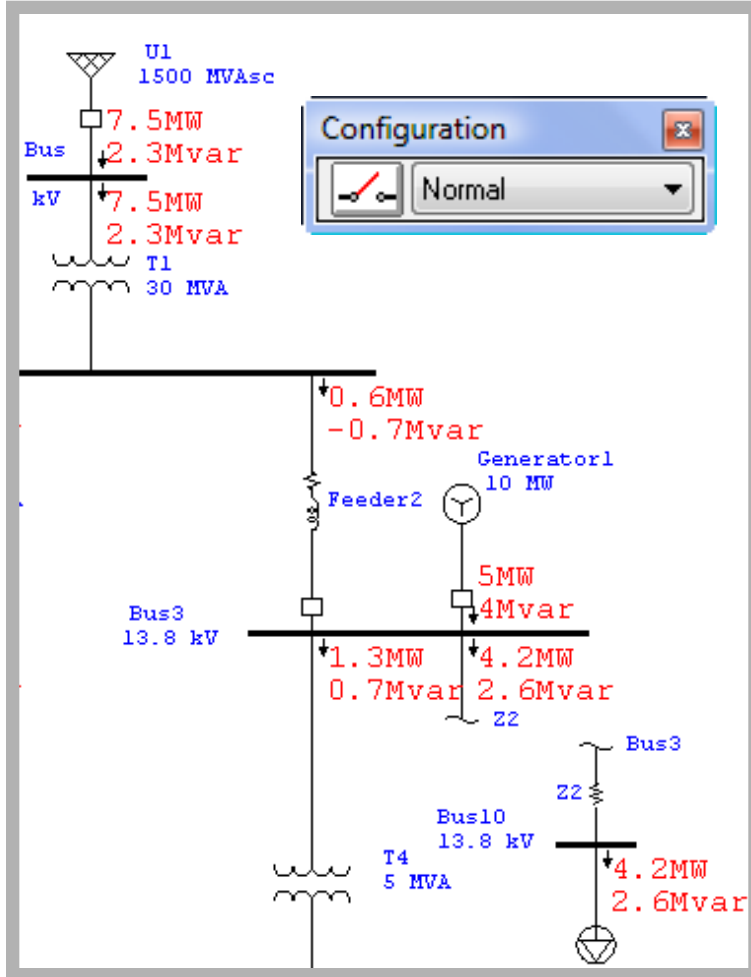 U1
1500 MVAsc
7.5MW
Bus
2.3Mvar
kV
7.5MW
2.3Mvar
T1
30 MVA
Configuration
Normal
0.6MW
-0.7Mvar
Generator1
10 MW
Feeder2
5MW
4Mvar
Bus3
13.8 kV
1.3MW
0.7Mvar
4.2MW
2.6Mvar
Z2
Bus3
Z2
Bus10
13.8 kV
T4
5 MVA
4.2MW
2.6Mvar